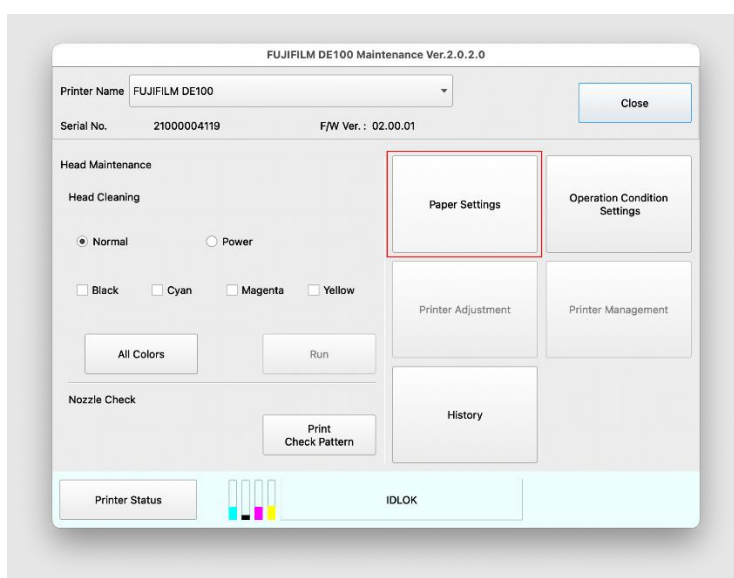 FUJIFILM DE100 Maintenance Ver.2.0.2.0
Printer Name FUJIFILM DE100
Close
Serial No. 21000004119 F/W Ver. : 02.00.01
Head Maintenance
Head Cleaning
Normal Power
Black Cyan Magenta Yellow
All Colors Run
Nozzle Check
Print
Check Pattern
Paper Settings
Operation Condition
Settings
Printer Adjustment Printer Management
History
Printer Status IDLOK